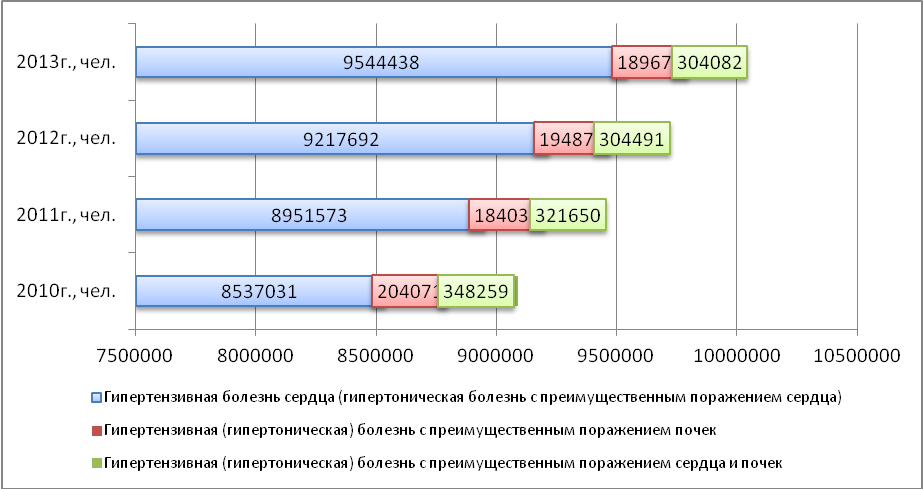 2013г., чел.
9544438 18967 304082
2012г., чел.
9217692 19487 304491
2011г., чел.
8951573 18403 321650
2010г., чел.
8537031 204071 348259
7500000 8000000 8500000 9000000 9500000 10000000 10500000
Гипертензивная болезнь сердца (гипертоническая болезнь с преимущественным поражением сердца)
Гипертензивная (гипертоническая) болезнь с преимущественным поражением почек
Гипертензивная (гипертоническая) болезнь с преимущественным поражением сердца и почек